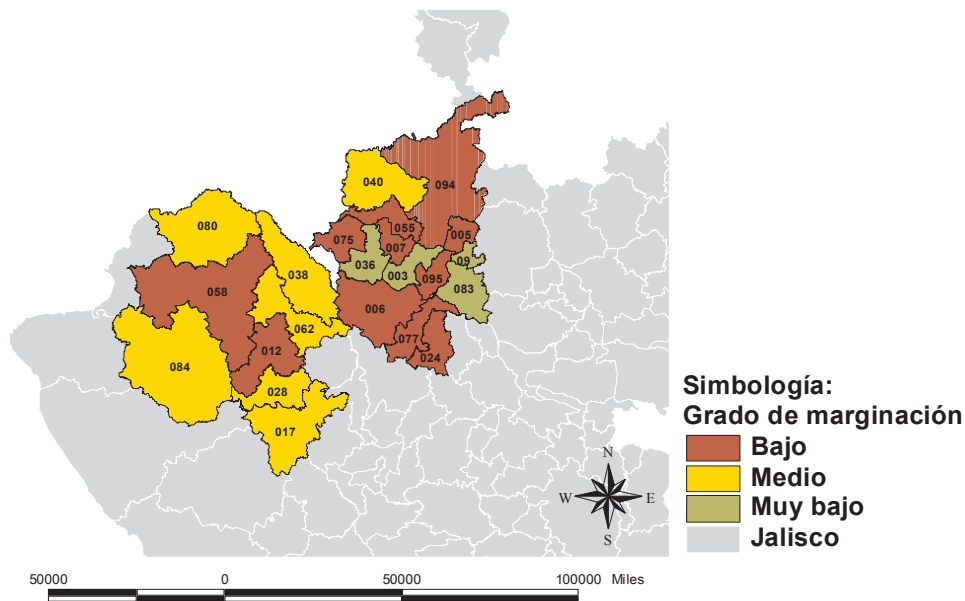 040
094
080
055
005
075
007
036
09
038
003
095
083
058
006
062
077
012
024
084
028
017
Simbología:
Grado de marginación
Bajo
Medio
Muy bajo
Jalisco
N
W E
S
50000 0 50000 100000 Miles